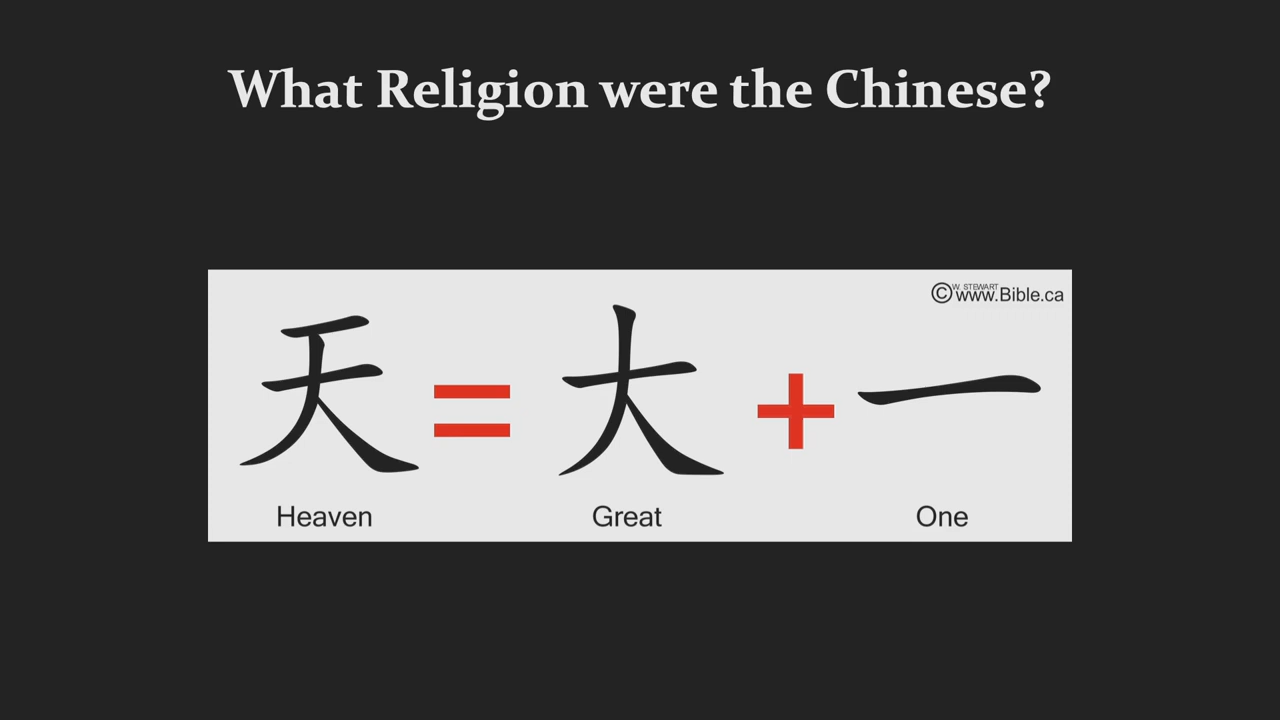 What Religion were the Chinese?
© W. STEWART www.Bible.ca
天 = 大 + 一
Heaven Great One